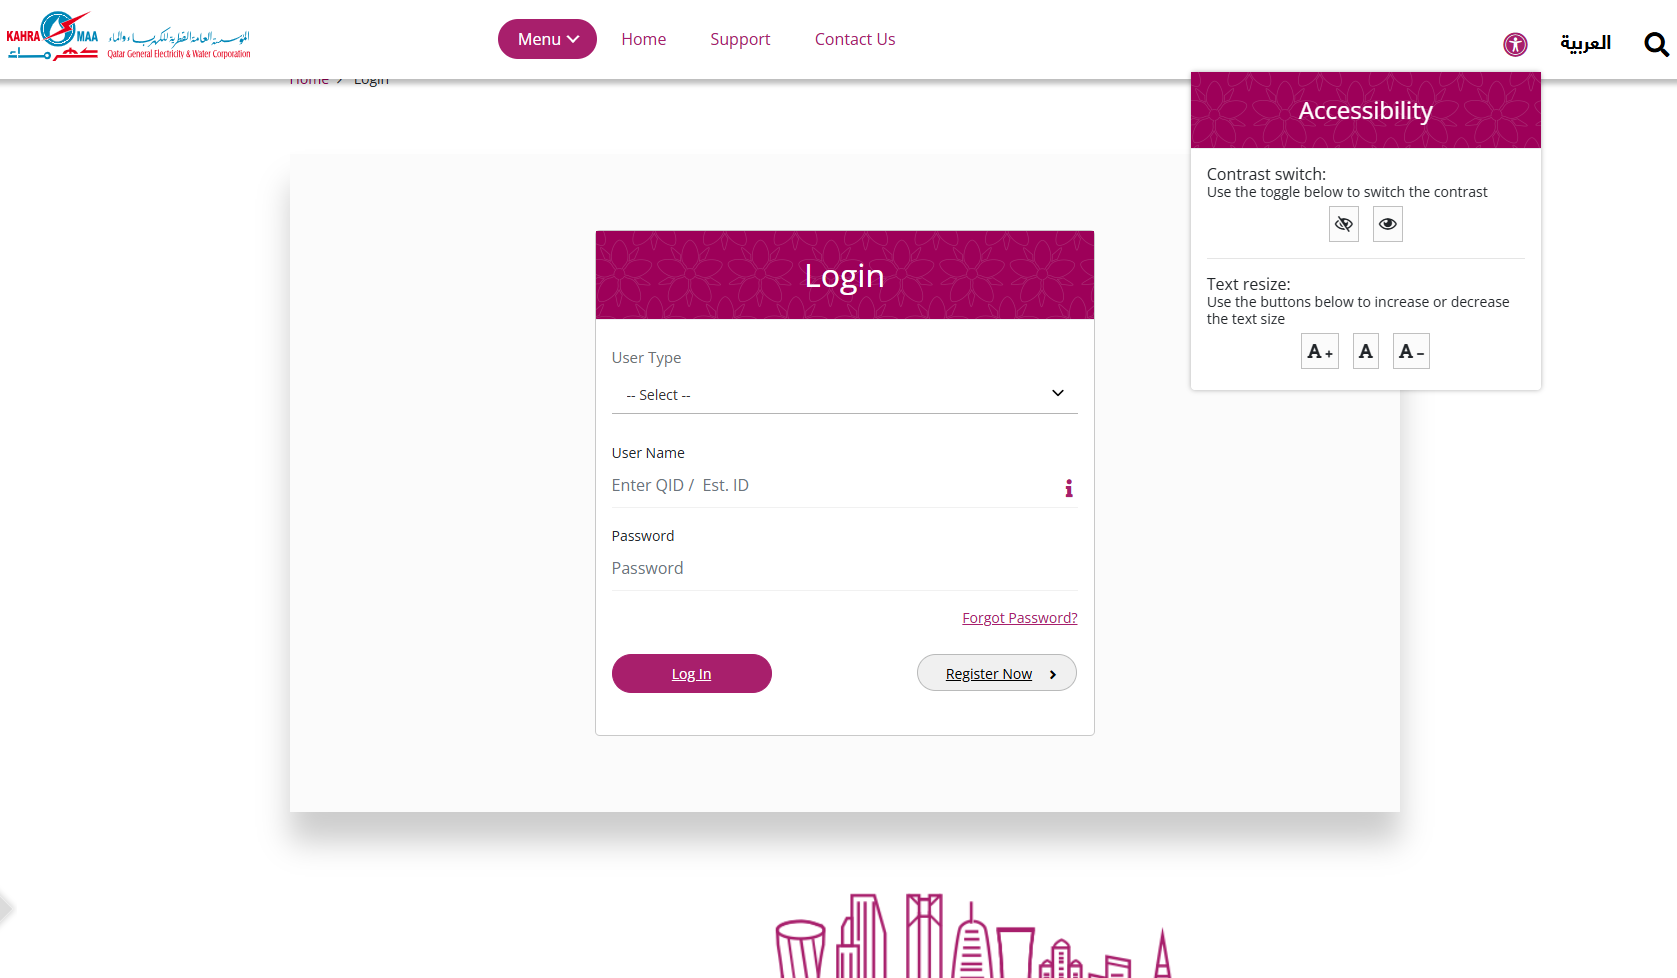 KAHRA MAA
كهرماء
المؤسسة العامة القطرية للكهرباء والماء
Qatar General Electricity & Water Corporation
Menu
Home
Support
Contact Us
العربية
Home > Login
Accessibility
Contrast switch:
Use the toggle below to switch the contrast
Text resize:
Use the buttons below to increase or decrease
the text size
A +
A
A -
Login
User Type
-- Select --
User Name
Enter QID / Est. ID
Password
Password
Forgot Password?
Log In
Register Now